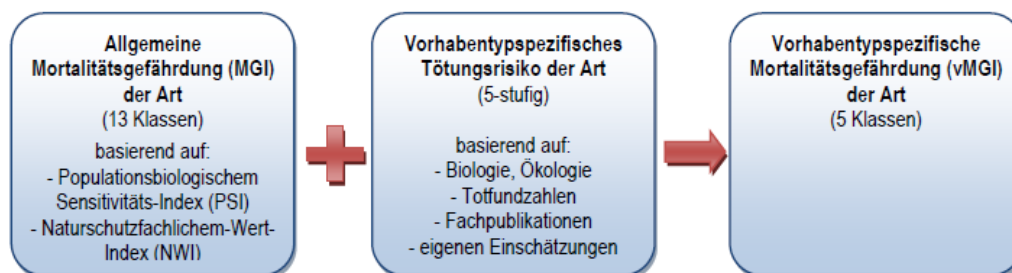 Allgemeine
Mortalitätsgefährdung (MGI)
der Art
(13 Klassen)
basierend auf:
- Populationsbiologischem
Sensitivitäts-Index (PSI)
- Naturschutzfachlichem-Wert-
Index (NWI)
Vorhabentypspezifisches
Tötungsrisiko der Art
(5-stufig)
basierend auf:
- Biologie, Ökologie
- Totfundzahlen
- Fachpublikationen
- eigenen Einschätzungen
Vorhabentypspezifische
Mortalitätsgefährdung (vMGI)
der Art
(5 Klassen)